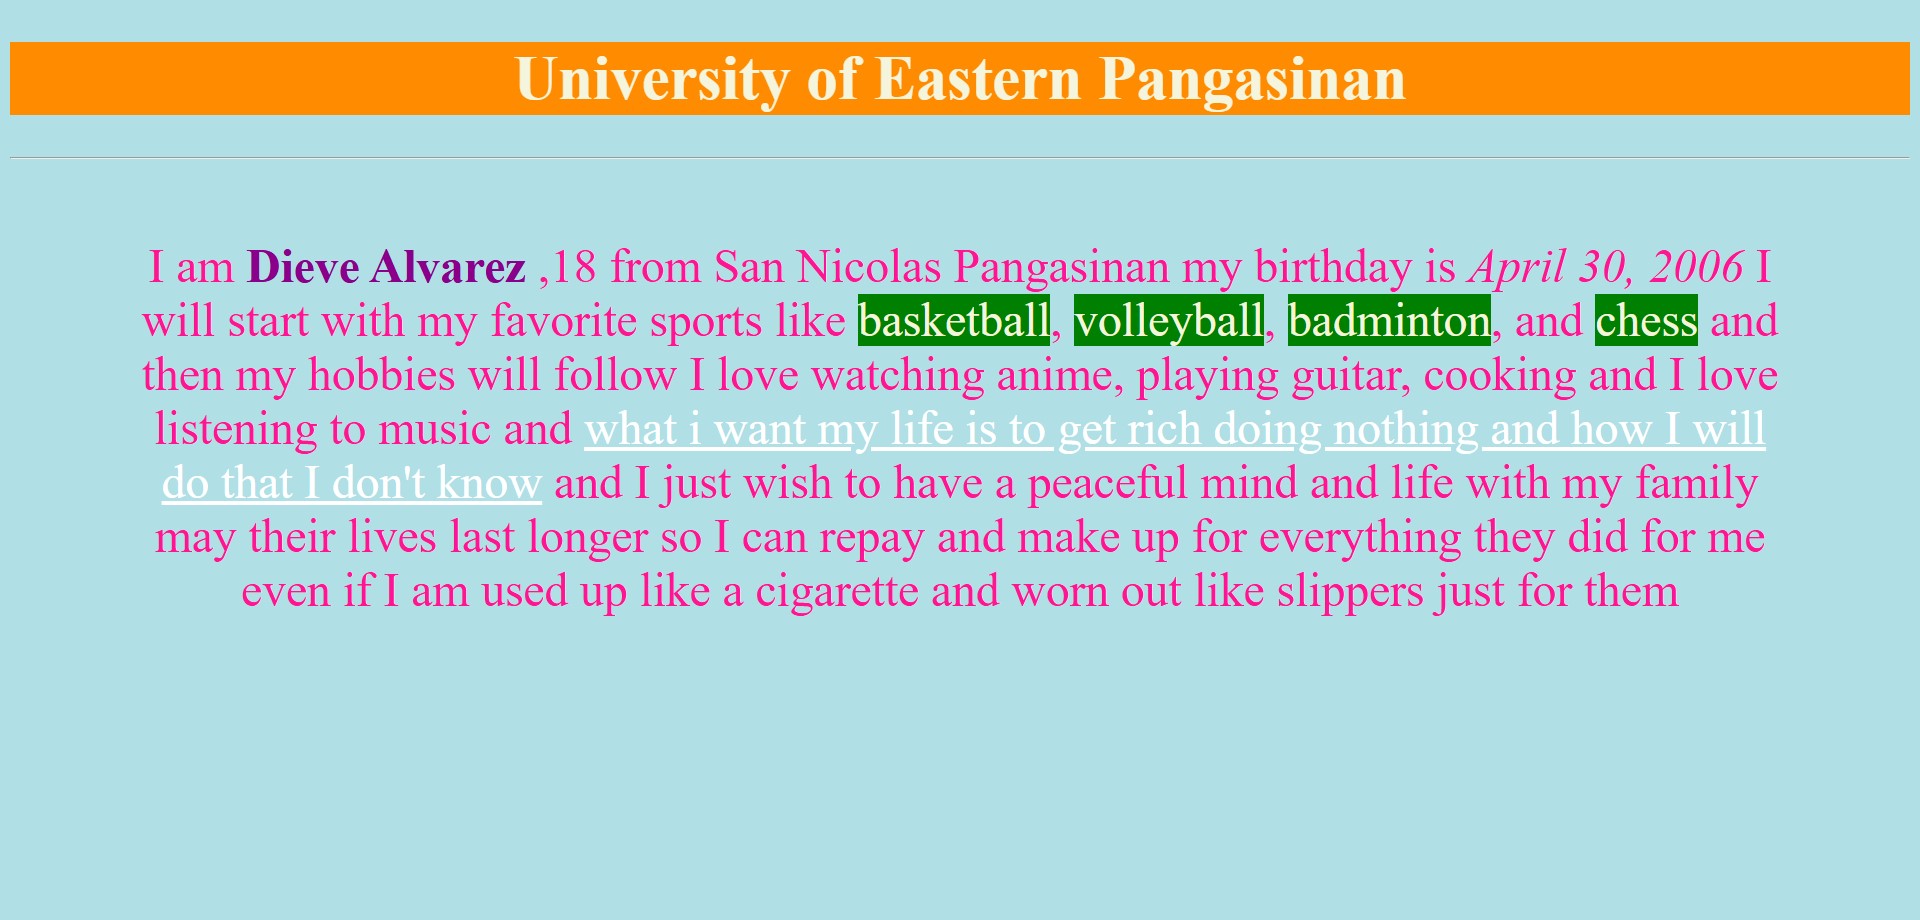 University of Eastern Pangasinan
I am Dieve Alvarez ,18 from San Nicolas Pangasinan my birthday is April 30, 2006 I
will start with my favorite sports like basketball, volleyball, badminton, and chess and
then my hobbies will follow I love watching anime, playing guitar, cooking and I love
listening to music and what i want my life is to get rich doing nothing and how I will
do that I don't know and I just wish to have a peaceful mind and life with my family
may their lives last longer so I can repay and make up for everything they did for me
even if I am used up like a cigarette and worn out like slippers just for them